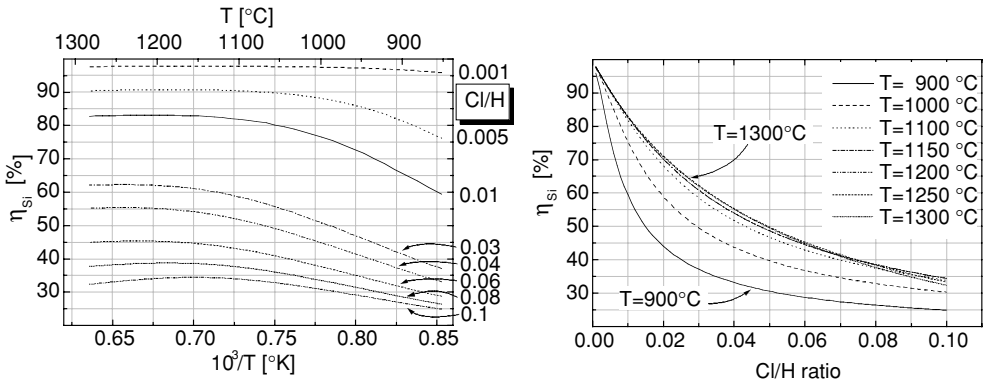 T [°C]
1300 1200 1100 1000 900
90
80
70
60
55
45
40
30
η_Si [%]
0.65 0.70 0.75 0.80 0.85
10³/T [°K]
Cl/H
0.001
0.005
0.01
0.03
0.04
0.06
0.08
0.1
90
80
70
60
50
40
30
η_Si [%]
0.00 0.02 0.04 0.06 0.08 0.10
Cl/H ratio
T=1300°C
T=900°C
T= 900 °C
T=1000 °C
T=1100 °C
T=1150 °C
T=1200 °C
T=1250 °C
T=1300 °C